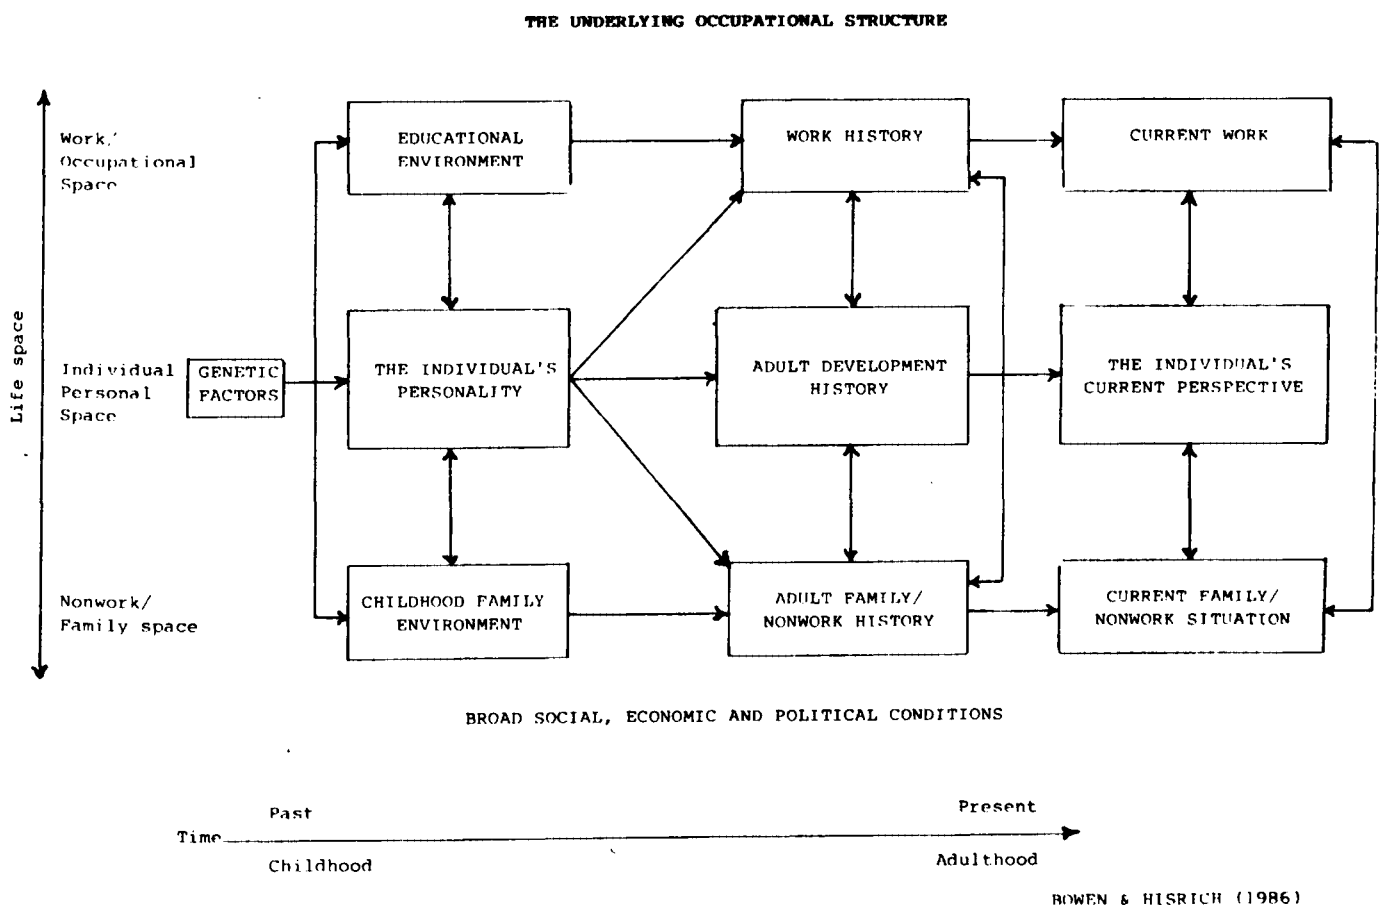 THE UNDERLYING OCCUPATIONAL STRUCTURE
Work/
Occupational
Space
EDUCATIONAL
ENVIRONMENT
WORK HISTORY
CURRENT WORK
Life space
Individual
Personal
Space
GENETIC
FACTORS
THE INDIVIDUAL'S
PERSONALITY
ADULT DEVELOPMENT
HISTORY
THE INDIVIDUAL'S
CURRENT PERSPECTIVE
Nonwork/
Family space
CHILDHOOD FAMILY
ENVIRONMENT
ADULT FAMILY/
NONWORK HISTORY
CURRENT FAMILY/
NONWORK SITUATION
BROAD SOCIAL, ECONOMIC AND POLITICAL CONDITIONS
Past
Present
Time
Childhood
Adulthood
BOWEN & HISRICH (1986)